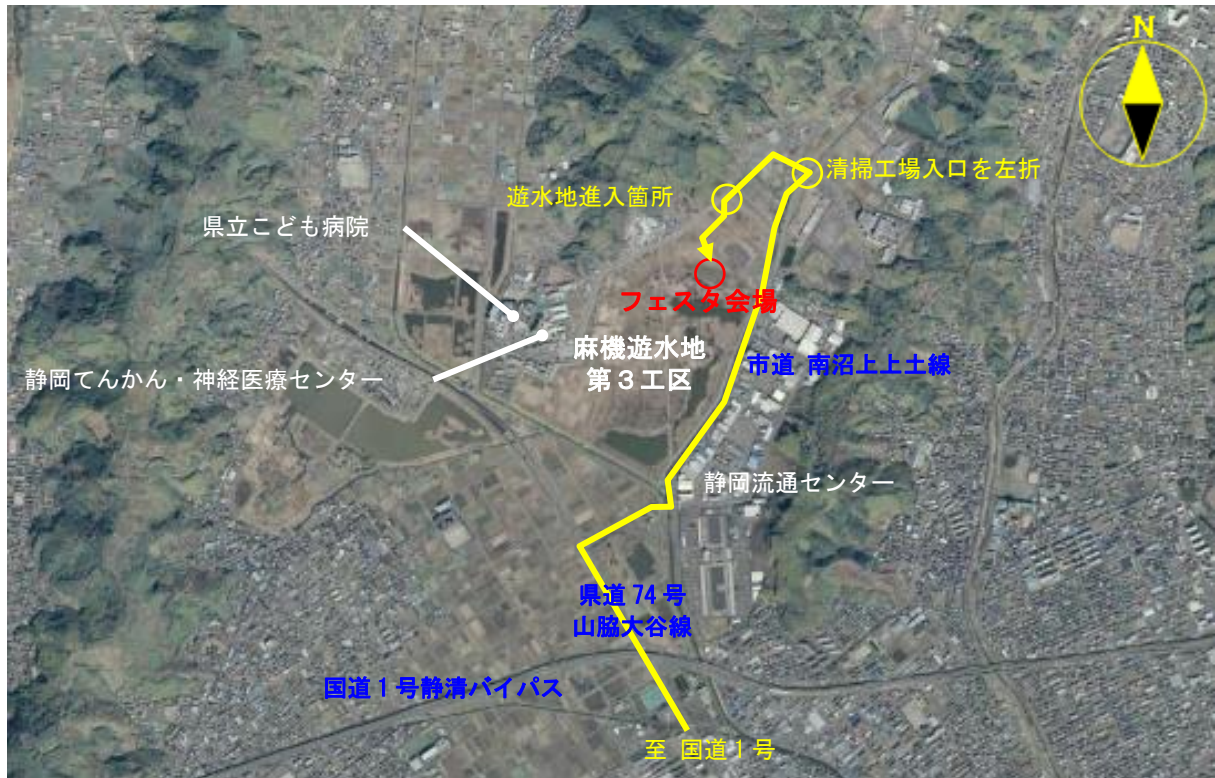 N
清掃工場入口を左折
遊水地進入箇所
県立こども病院
フェスタ会場
麻機遊水地
第３工区
市道 南沼上上土線
静岡てんかん・神経医療センター
静岡流通センター
県道 74 号
山脇大谷線
国道１号静清バイパス
至 国道１号